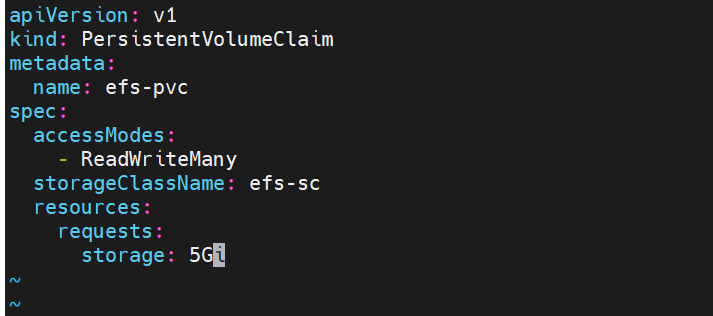 apiVersion: v1
kind: PersistentVolumeClaim
metadata:
  name: efs-pvc
spec:
  accessModes:
    - ReadWriteMany
  storageClassName: efs-sc
  resources:
    requests:
      storage: 5Gi
~
~